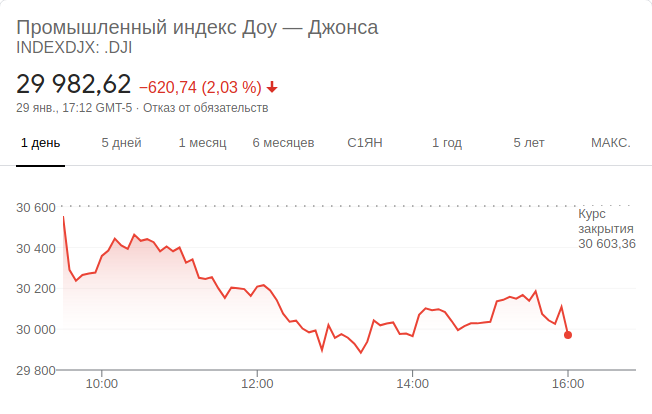 Промышленный индекс Доу — Джонса
INDEXDJX: .DJI
29 982,62 −620,74 (2,03 %)
29 янв., 17:12 GMT-5 · Отказ от обязательств
1 день 5 дней 1 месяц 6 месяцев С1ЯН 1 год 5 лет МАКС.
30 600
Курс
закрытия
30 603,36
30 400
30 200
30 000
29 800
10:00 12:00 14:00 16:00